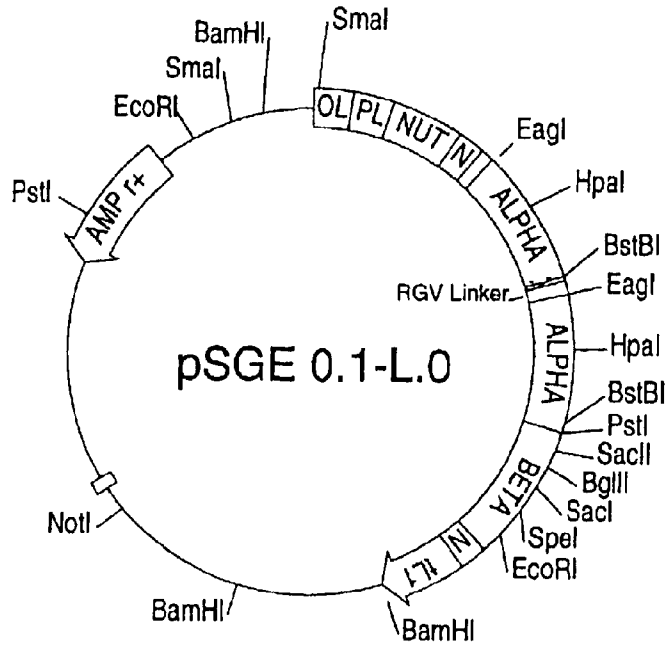 SmaI
BamHI
SmaI
EcoRI
PstI
AMP r+
OL
PL
NUT
N
EagI
ALPHA
HpaI
BstBI
RGV Linker
EagI
ALPHA
HpaI
BstBI
PstI
SacII
BglII
SacI
SpeI
EcoRI
BETA
N
tL1
BamHI
BamHI
NotI
pSGE 0.1-L.0